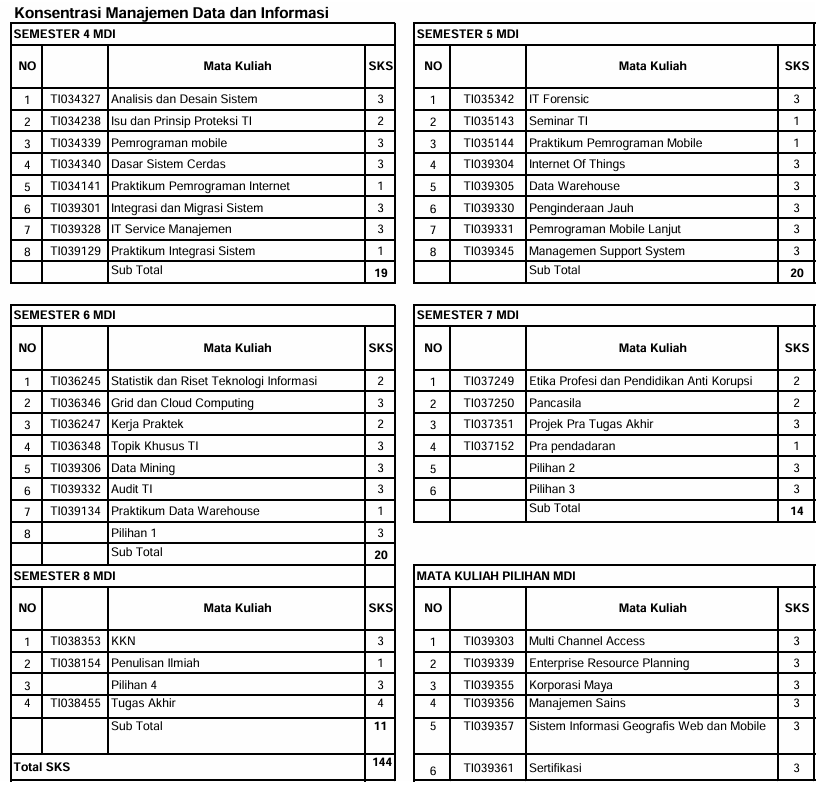 Konsentrasi Manajemen Data dan Informasi
SEMESTER 4 MDI
NO Mata Kuliah SKS
1 TI034327 Analisis dan Desain Sistem 3
2 TI034238 Isu dan Prinsip Proteksi TI 2
3 TI034339 Pemrograman mobile 3
4 TI034340 Dasar Sistem Cerdas 3
5 TI034141 Praktikum Pemrograman Internet 1
6 TI039301 Integrasi dan Migrasi Sistem 3
7 TI039328 IT Service Manajemen 3
8 TI039129 Praktikum Integrasi Sistem 1
Sub Total 19
SEMESTER 5 MDI
NO Mata Kuliah SKS
1 TI035342 IT Forensic 3
2 TI035143 Seminar TI 1
3 TI035144 Praktikum Pemrograman Mobile 1
4 TI039304 Internet Of Things 3
5 TI039305 Data Warehouse 3
6 TI039330 Penginderaan Jauh 3
7 TI039331 Pemrograman Mobile Lanjut 3
8 TI039345 Managemen Support System 3
Sub Total 20
SEMESTER 6 MDI
NO Mata Kuliah SKS
1 TI036245 Statistik dan Riset Teknologi Informasi 2
2 TI036346 Grid dan Cloud Computing 3
3 TI036247 Kerja Praktek 2
4 TI036348 Topik Khusus TI 3
5 TI039306 Data Mining 3
6 TI039332 Audit TI 3
7 TI039134 Praktikum Data Warehouse 1
8 Pilihan 1 3
Sub Total 20
SEMESTER 7 MDI
NO Mata Kuliah SKS
1 TI037249 Etika Profesi dan Pendidikan Anti Korupsi 2
2 TI037250 Pancasila 2
3 TI037351 Projek Pra Tugas Akhir 3
4 TI037152 Pra pendadaran 1
5 Pilihan 2 3
6 Pilihan 3 3
Sub Total 14
SEMESTER 8 MDI
NO Mata Kuliah SKS
1 TI038353 KKN 3
2 TI038154 Penulisan Ilmiah 1
3 Pilihan 4 3
4 TI038455 Tugas Akhir 4
Sub Total 11
Total SKS 144
MATA KULIAH PILIHAN MDI
NO Mata Kuliah SKS
1 TI039303 Multi Channel Access 3
2 TI039339 Enterprise Resource Planning 3
3 TI039355 Korporasi Maya 3
4 TI039356 Manajemen Sains 3
5 TI039357 Sistem Informasi Geografis Web dan Mobile 3
6 TI039361 Sertifikasi 3